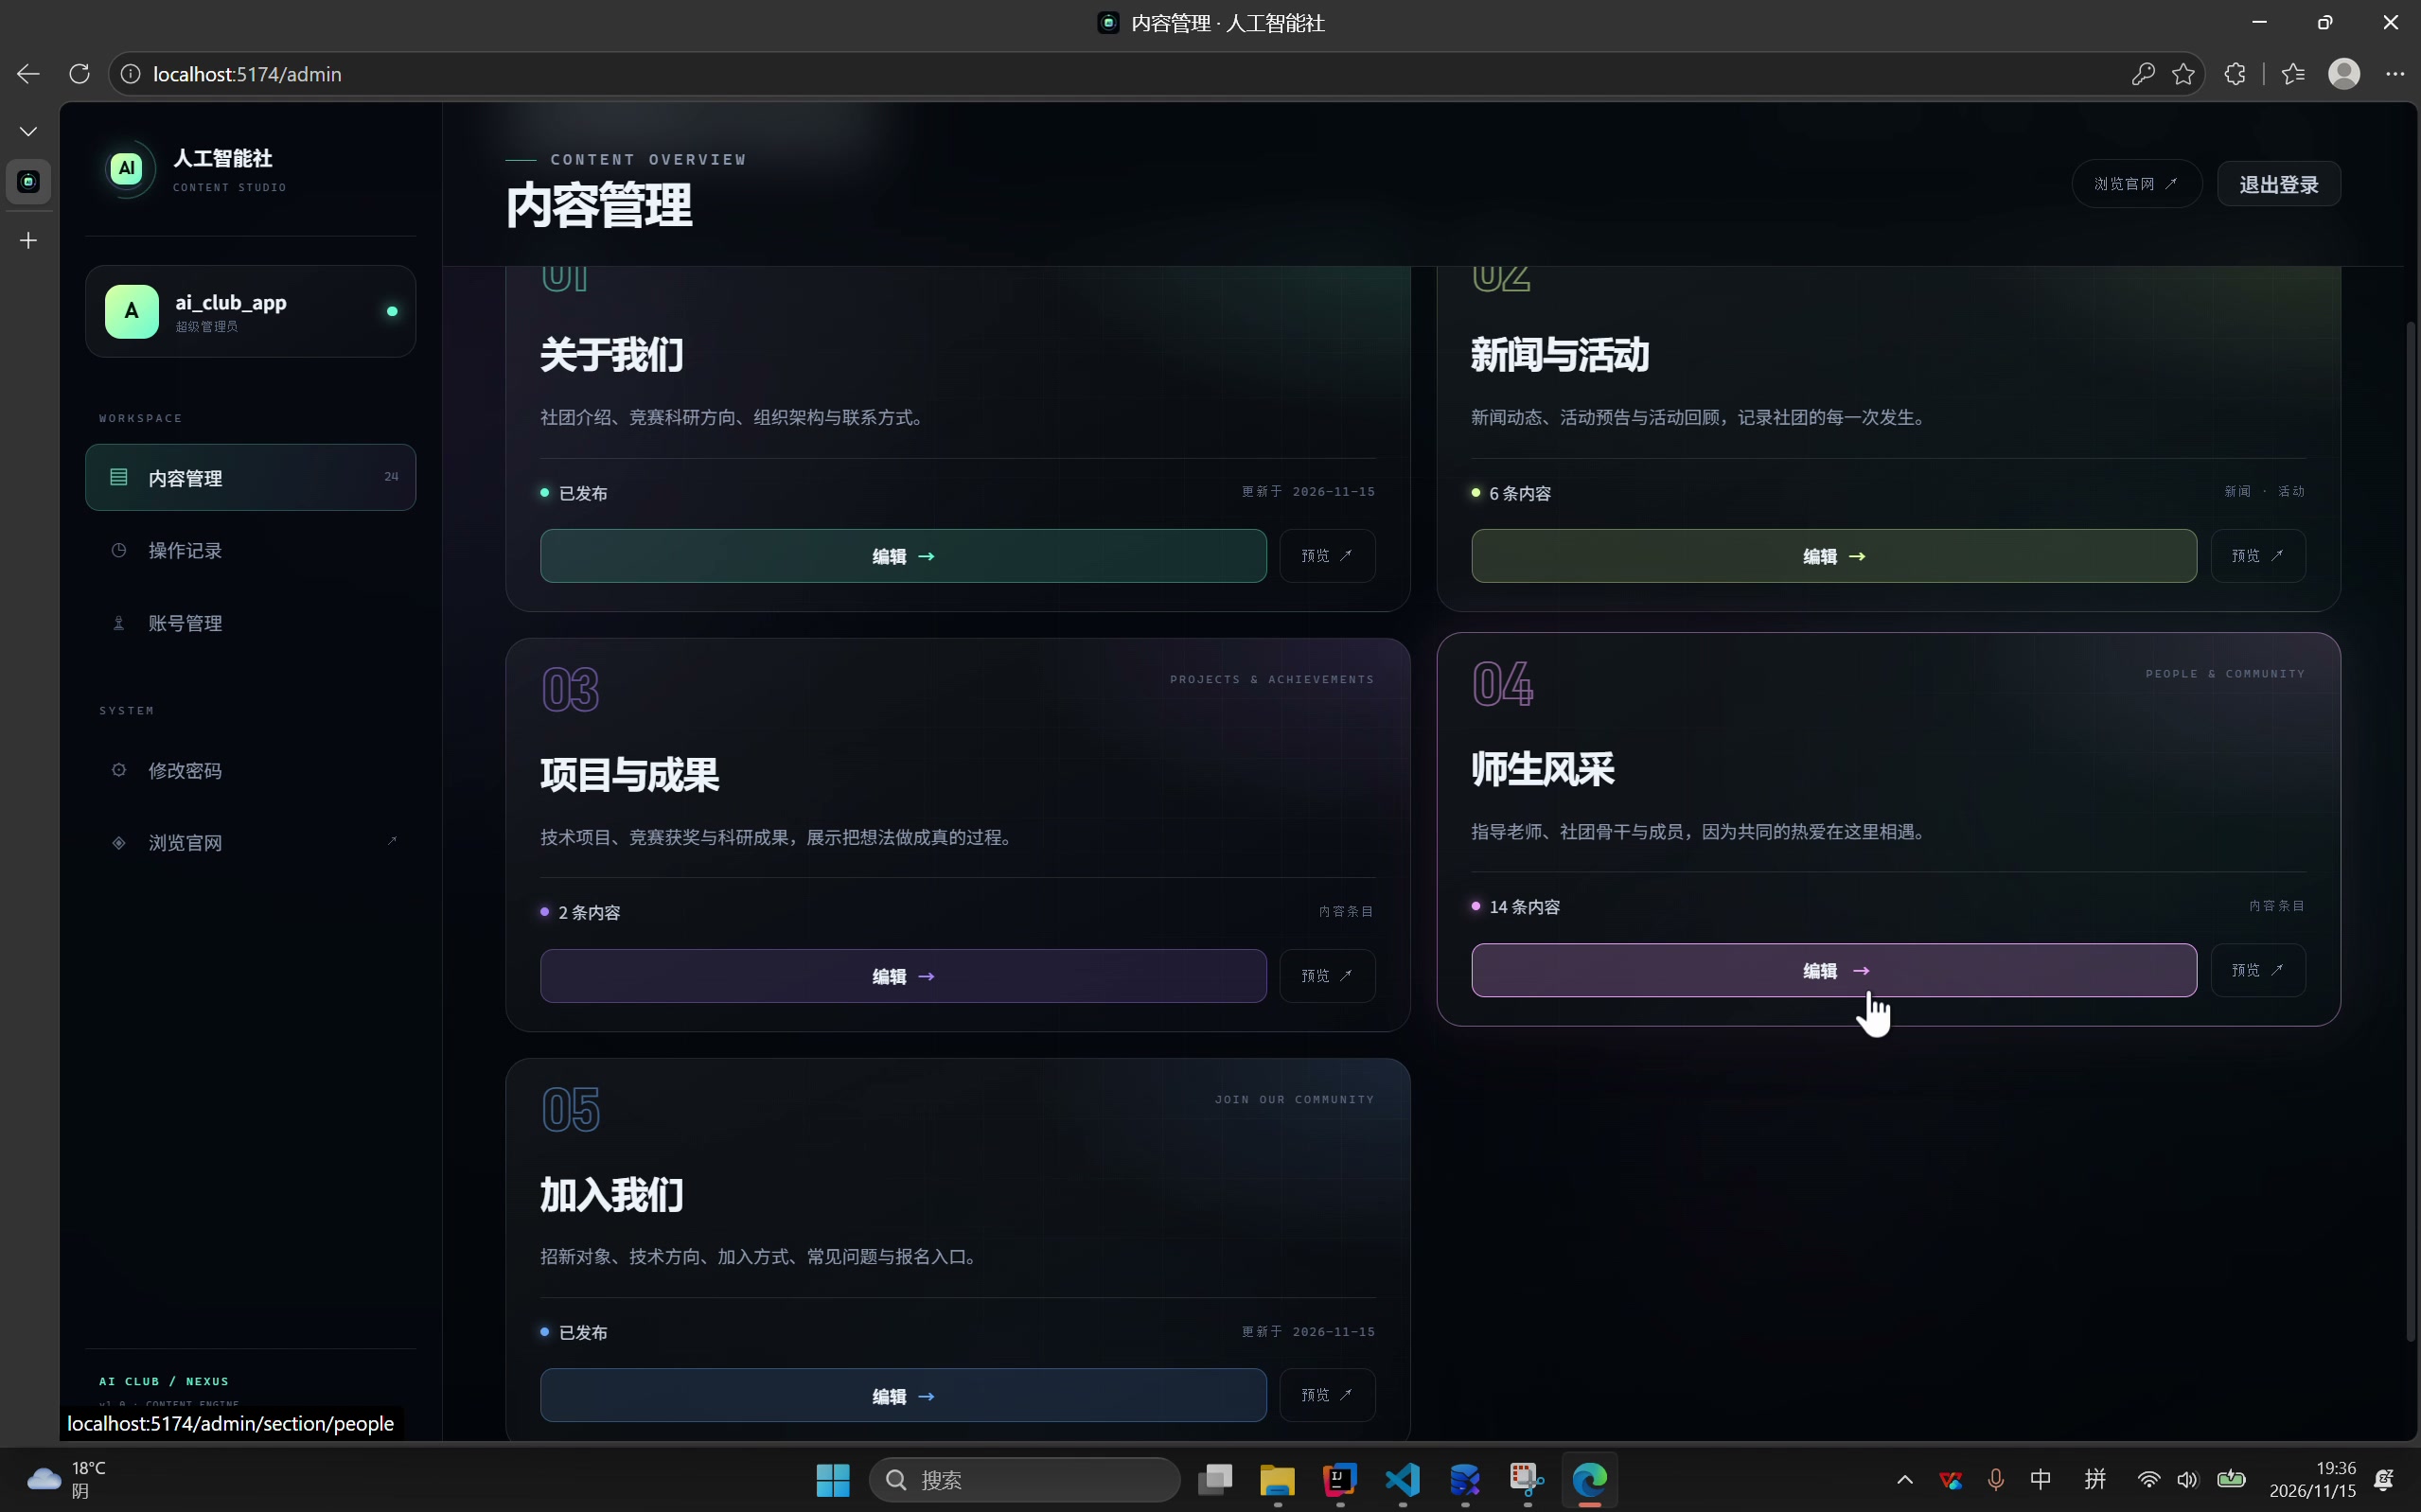 内容管理 · 人工智能社
localhost:5174/admin
AI
人工智能社
CONTENT STUDIO
A
ai_club_app
超级管理员
WORKSPACE
内容管理 24
操作记录
账号管理
SYSTEM
修改密码
浏览官网 ↗
AI CLUB / NEXUS
v1.0 · CONTENT ENGINE
localhost:5174/admin/section/people
CONTENT OVERVIEW
内容管理
浏览官网 ↗
退出登录
01
关于我们
社团介绍、竞赛科研方向、组织架构与联系方式。
已发布 更新于 2026-11-15
编辑 → 预览 ↗
02
新闻与活动
新闻动态、活动预告与活动回顾，记录社团的每一次发生。
6 条内容 新闻 · 活动
编辑 → 预览 ↗
03 PROJECTS & ACHIEVEMENTS
项目与成果
技术项目、竞赛获奖与科研成果，展示把想法做成真的过程。
2 条内容 内容条目
编辑 → 预览 ↗
04 PEOPLE & COMMUNITY
师生风采
指导老师、社团骨干与成员，因为共同的热爱在这里相遇。
14 条内容 内容条目
编辑 → 预览 ↗
05 JOIN OUR COMMUNITY
加入我们
招新对象、技术方向、加入方式、常见问题与报名入口。
已发布 更新于 2026-11-15
编辑 → 预览 ↗
18°C
阴
搜索
中 拼
19:36
2026/11/15